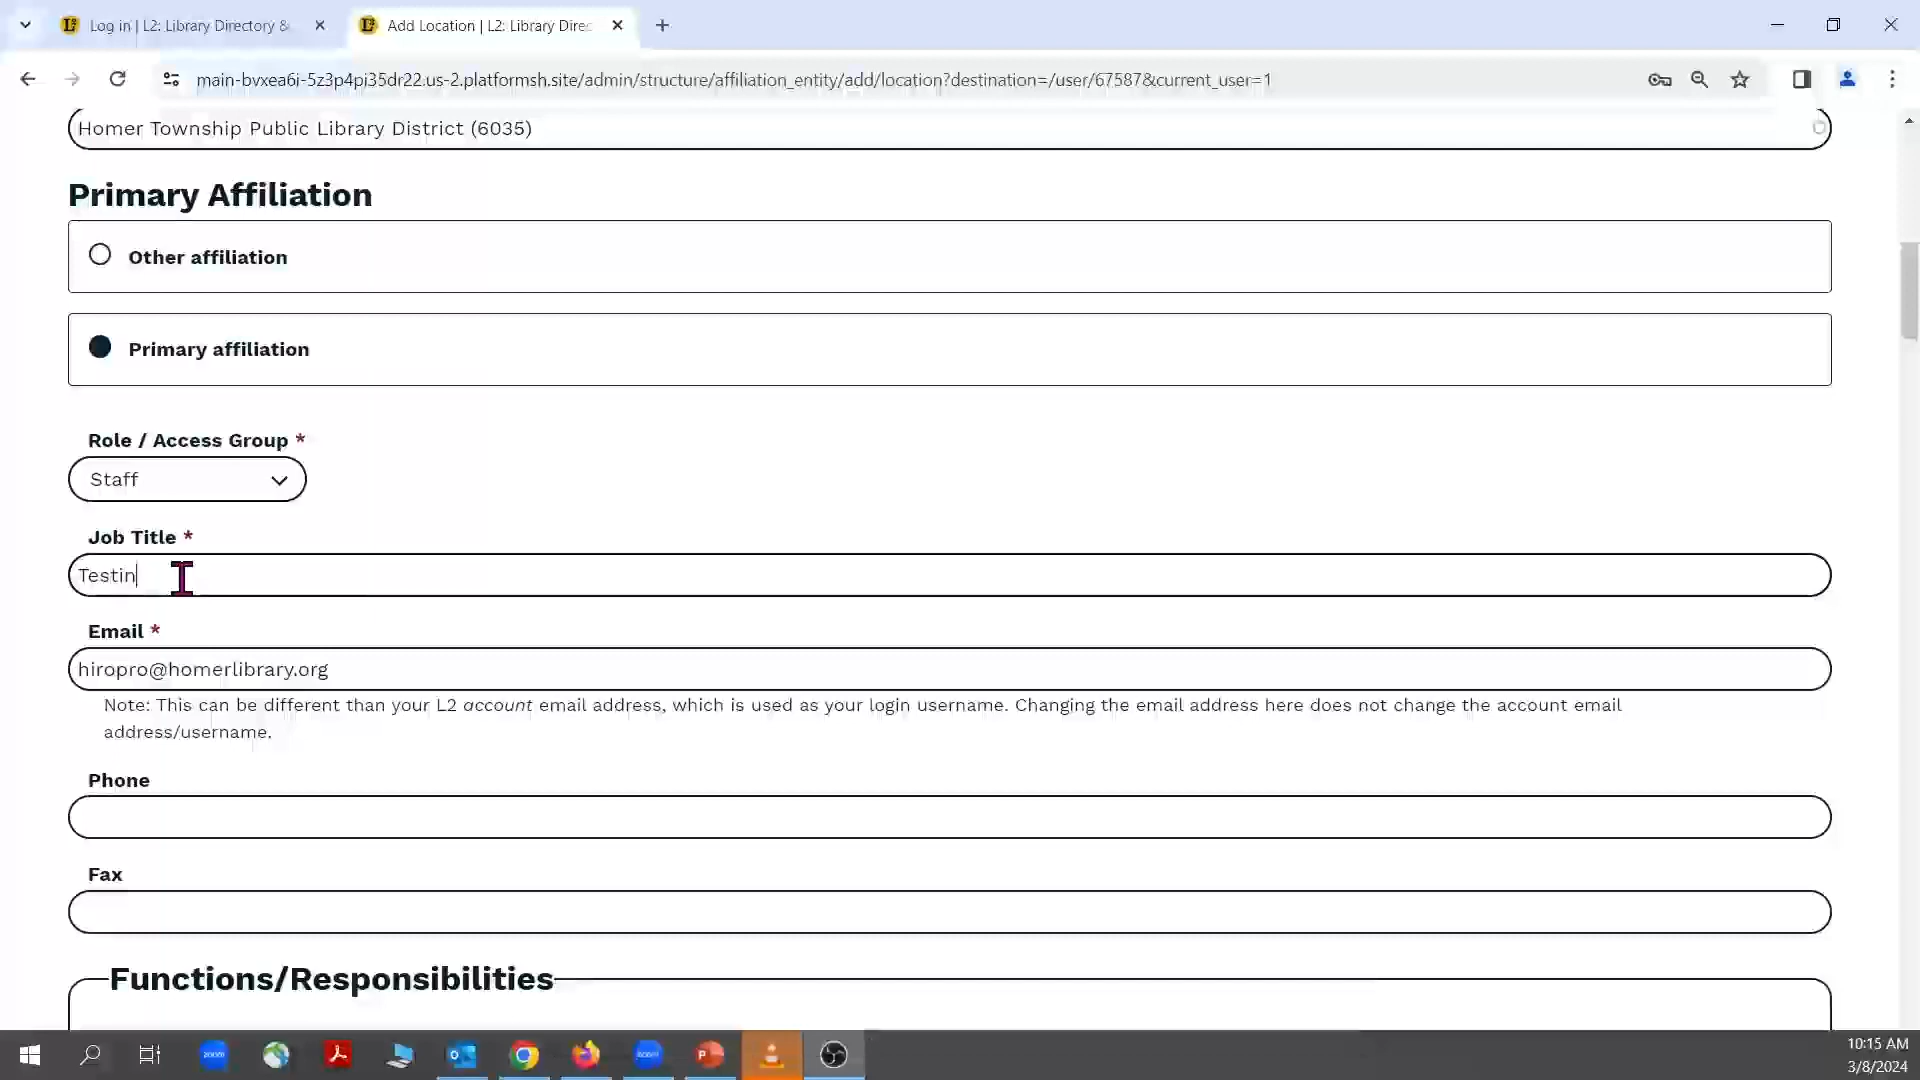 Log in | L2: Library Directory &
Add Location | L2: Library Direc
main-bvxea6i-5z3p4pi35dr22.us-2.platformsh.site/admin/structure/affiliation_entity/add/location?destination=/user/67587&current_user=1
Homer Township Public Library District (6035)
Primary Affiliation
Other affiliation
Primary affiliation
Role / Access Group *
Staff
Job Title *
Testin
Email *
hiropro@homerlibrary.org
Note: This can be different than your L2 account email address, which is used as your login username. Changing the email address here does not change the account email
address/username.
Phone
Fax
Functions/Responsibilities
zoom
zoom
10:15 AM
3/8/2024